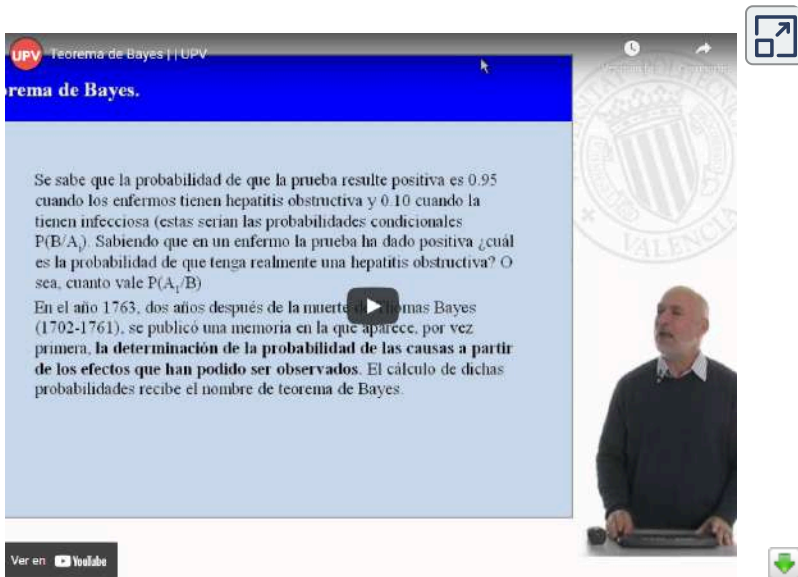 UPV Teorema de Bayes | | UPV
rema de Bayes.
Se sabe que la probabilidad de que la prueba resulte positiva es 0.95
cuando los enfermos tienen hepatitis obstructiva y 0.10 cuando la
tienen infecciosa (estas serian las probabilidades condicionales
P(B/Ai). Sabiendo que en un enfermo la prueba ha dado positiva ¿cuál
es la probabilidad de que tenga realmente una hepatitis obstructiva? O
sea, cuanto vale P(A1/B)
En el año 1763, dos años después de la muerte de Thomas Bayes
(1702-1761), se publicó una memoria en la que aparece, por vez
primera, la determinación de la probabilidad de las causas a partir
de los efectos que han podido ser observados. El cálculo de dichas
probabilidades recibe el nombre de teorema de Bayes.
VALENC
Ver en YouTube